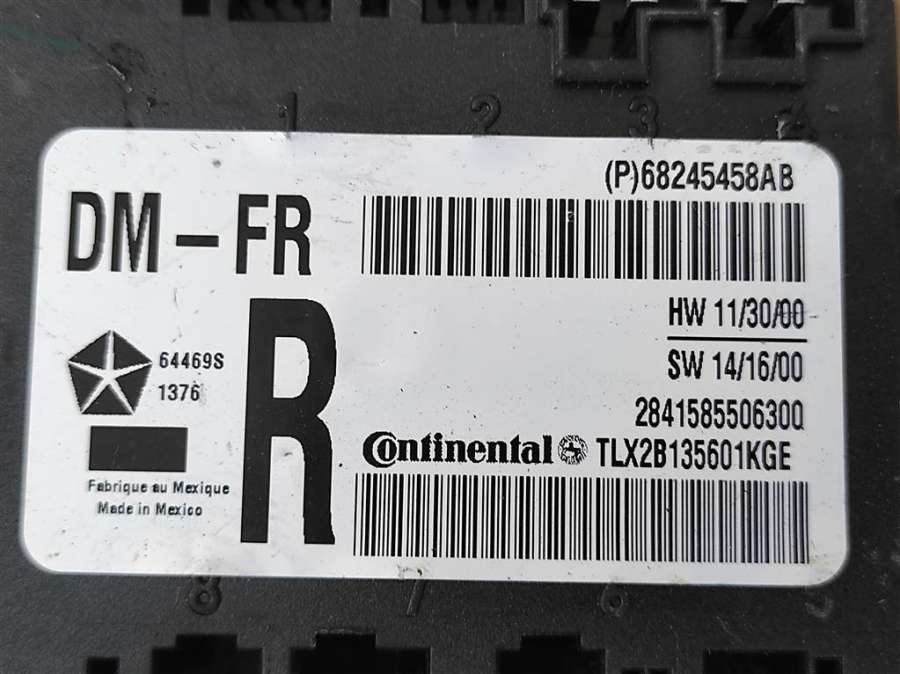 1 2 3 4
(P)68245458AB
DM-FR
HW 11/30/00
SW 14/16/00
R
64469S
1376
2841585506300
Continental TLX2B135601KGE
Fabrique au Mexique
Made in Mexico
8 7 6 5